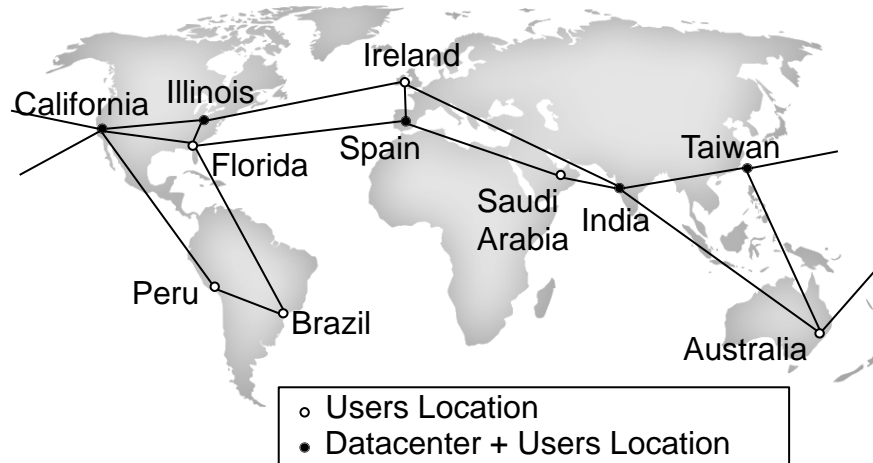 Ireland
Illinois
California
Taiwan
Florida
Spain
Saudi
Arabia
India
Peru
Brazil
Australia
Users Location
Datacenter + Users Location